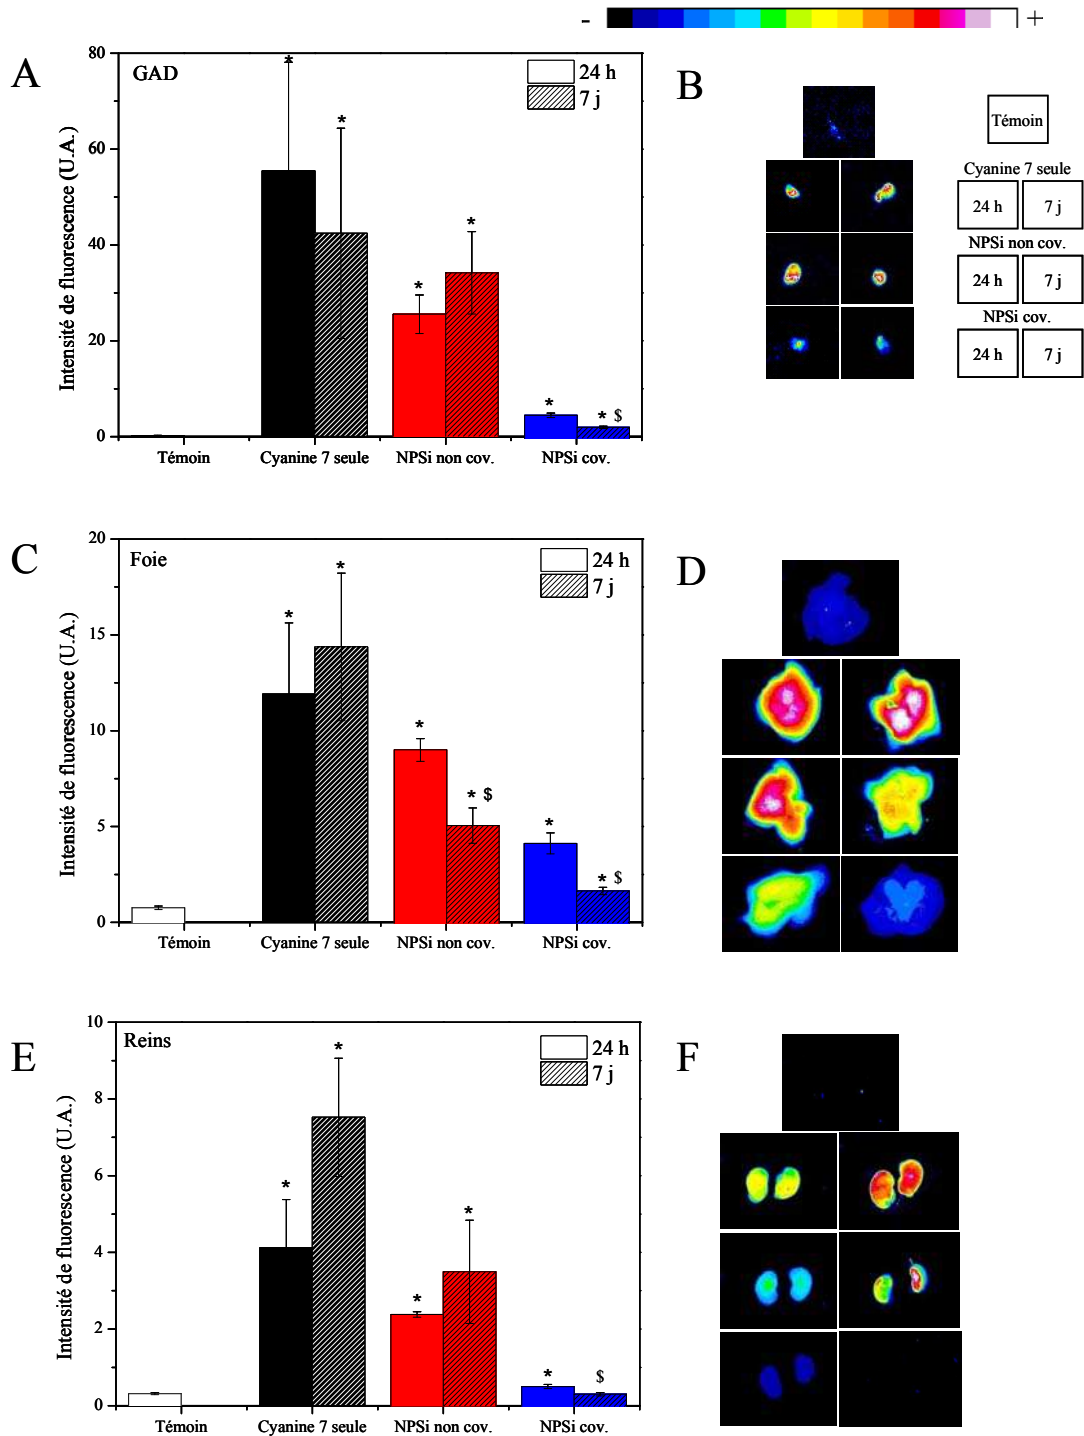 - +
A
GAD
24 h
7 j
80
60
40
20
0
Intensité de fluorescence (U.A.)
Témoin Cyanine 7 seule NPSi non cov. NPSi cov.
* * * * * * $
B
Témoin
Cyanine 7 seule
24 h 7 j
NPSi non cov.
24 h 7 j
NPSi cov.
24 h 7 j
C
Foie
24 h
7 j
20
15
10
5
0
Intensité de fluorescence (U.A.)
Témoin Cyanine 7 seule NPSi non cov. NPSi cov.
* * * * $ * * $
D
E
Reins
24 h
7 j
10
8
6
4
2
0
Intensité de fluorescence (U.A.)
Témoin Cyanine 7 seule NPSi non cov. NPSi cov.
* * * * * $
F